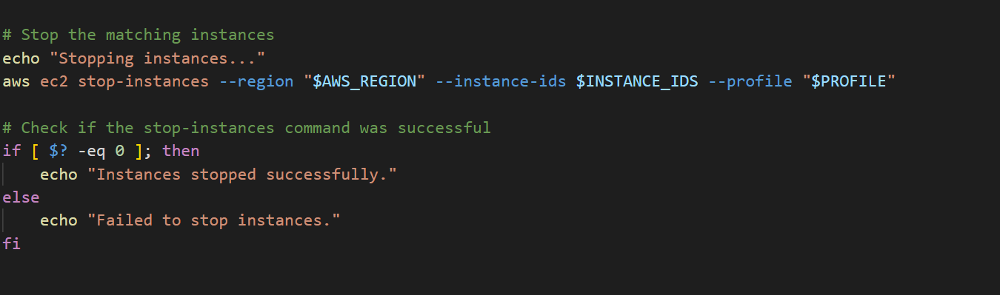 # Stop the matching instances
echo "Stopping instances..."
aws ec2 stop-instances --region "$AWS_REGION" --instance-ids $INSTANCE_IDS --profile "$PROFILE"
# Check if the stop-instances command was successful
if [ $? -eq 0 ]; then
    echo "Instances stopped successfully."
else
    echo "Failed to stop instances."
fi